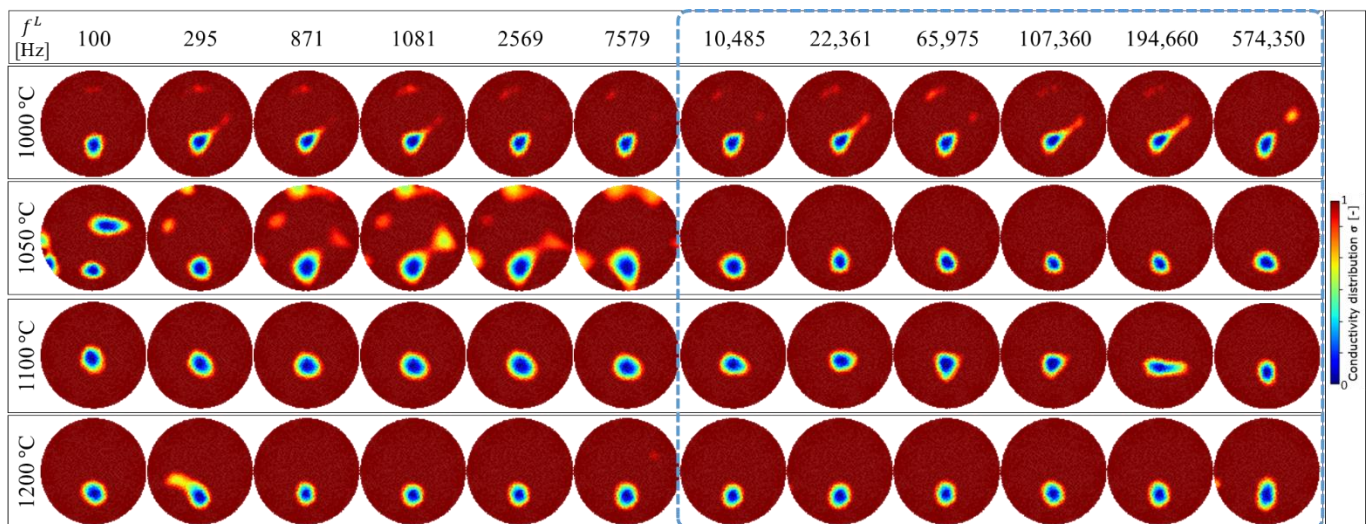 f^L [Hz] 100 295 871 1081 2569 7579 10,485 22,361 65,975 107,360 194,660 574,350
1000 °C
1050 °C
1100 °C
1200 °C
1
Conductivity distribution σ [-]
0